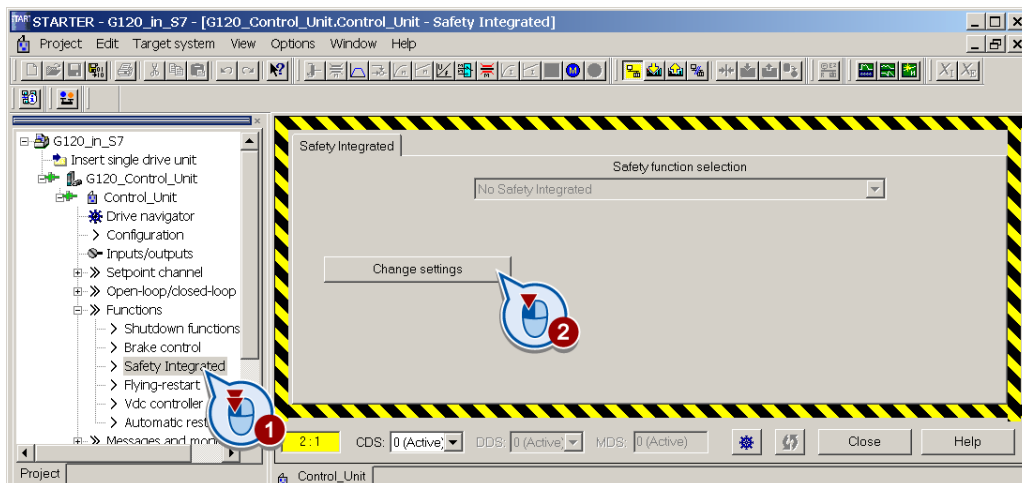 STARTER - G120_in_S7 - [G120_Control_Unit.Control_Unit - Safety Integrated]
Project Edit Target system View Options Window Help
G120_in_S7
Insert single drive unit
G120_Control_Unit
Control_Unit
Drive navigator
Configuration
Inputs/outputs
Setpoint channel
Open-loop/closed-loop
Functions
Shutdown functions
Brake control
Safety Integrated
Flying-restart
Vdc controller
Automatic rest
Messages and moni
Project
1
Safety Integrated
Safety function selection
No Safety Integrated
Change settings
2
2:1 CDS: 0 (Active) DDS: 0 (Active) MDS: 0 (Active) Close Help
Control_Unit